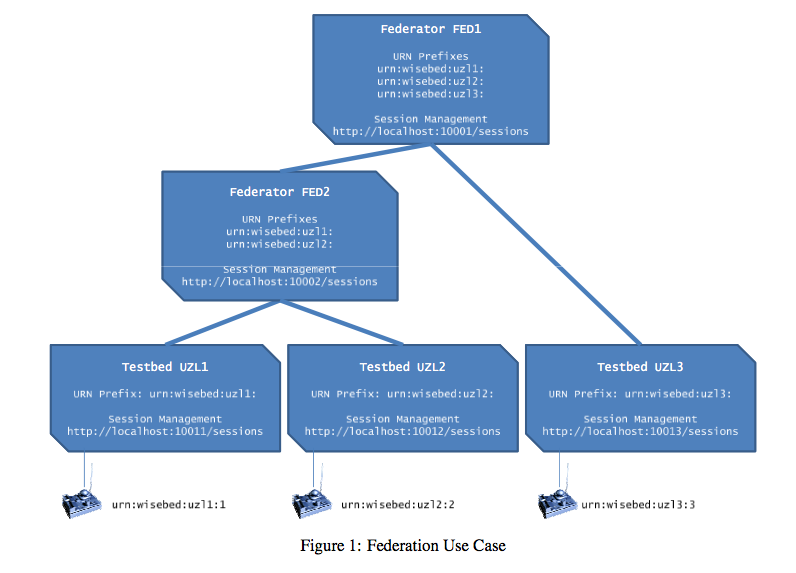 Federator FED1
URN Prefixes
urn:wisebed:uzl1:
urn:wisebed:uzl2:
urn:wisebed:uzl3:
Session Management
http://localhost:10001/sessions
Federator FED2
URN Prefixes
urn:wisebed:uzl1:
urn:wisebed:uzl2:
Session Management
http://localhost:10002/sessions
Testbed UZL1
URN Prefix: urn:wisebed:uzl1:
Session Management
http://localhost:10011/sessions
Testbed UZL2
URN Prefix: urn:wisebed:uzl2:
Session Management
http://localhost:10012/sessions
Testbed UZL3
URN Prefix: urn:wisebed:uzl3:
Session Management
http://localhost:10013/sessions
urn:wisebed:uzl1:1
urn:wisebed:uzl2:2
urn:wisebed:uzl3:3
Figure 1: Federation Use Case